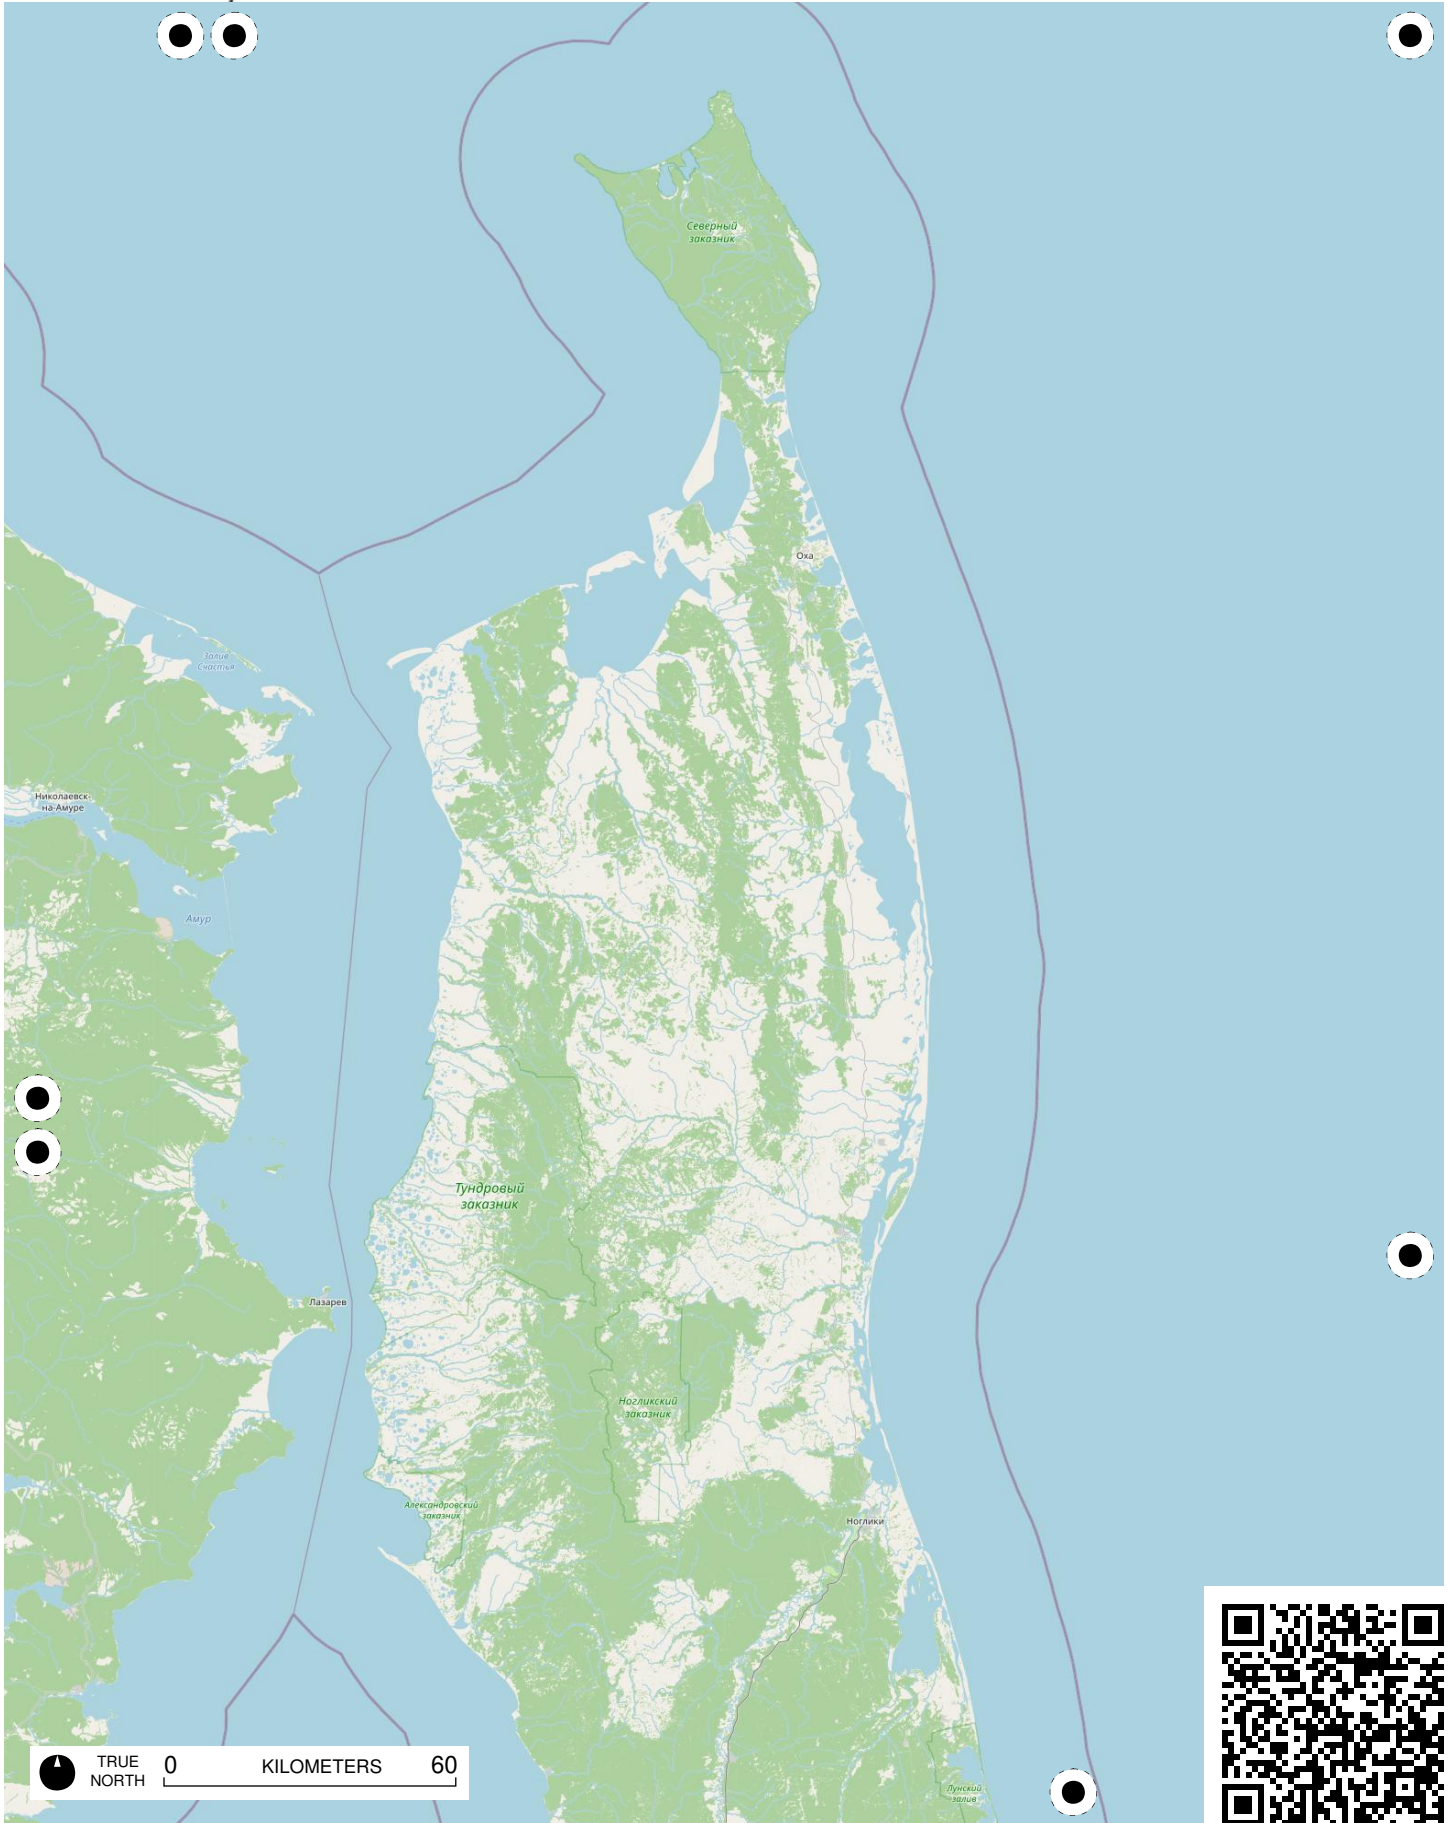 Северный
заказник
Оха
Залив
Счастья
Николаевск-
на-Амуре
Амур
Тундровый
заказник
Лазарев
Ногликский
заказник
Александровский
заказник
Ноглики
Лунский
залив
TRUE
NORTH
0 KILOMETERS 60